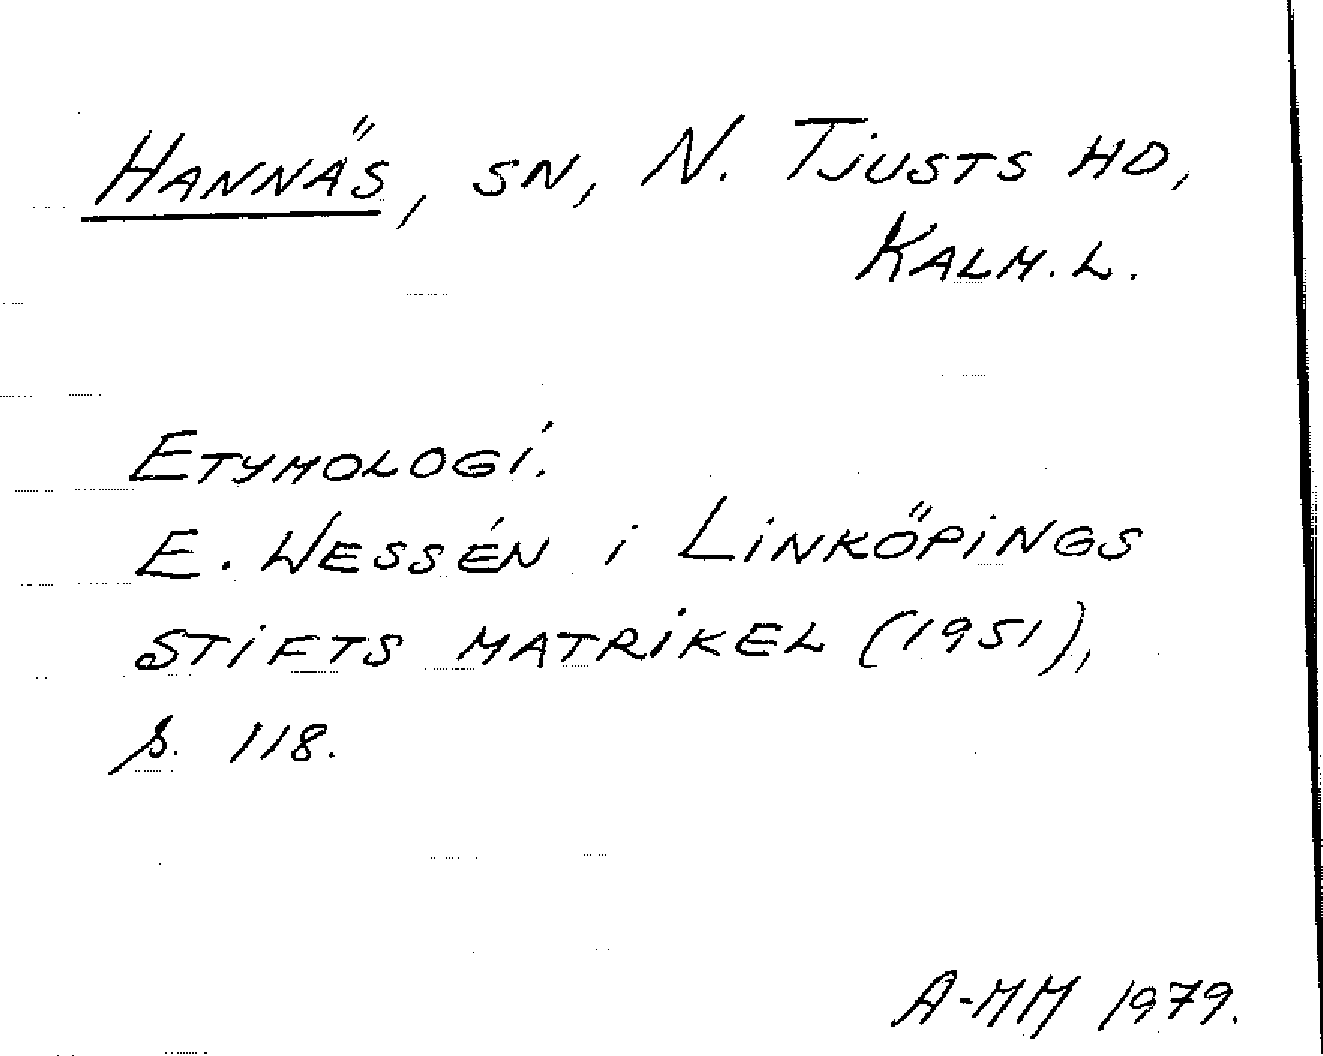 HANNÄS, SN, N. TJUSTS HD,
KALM. L.
ETYMOLOGI.
E. WESSÉN I LINKÖPINGS
STIFTS MATRIKEL (1951),
s. 118.
A-MM 1979.